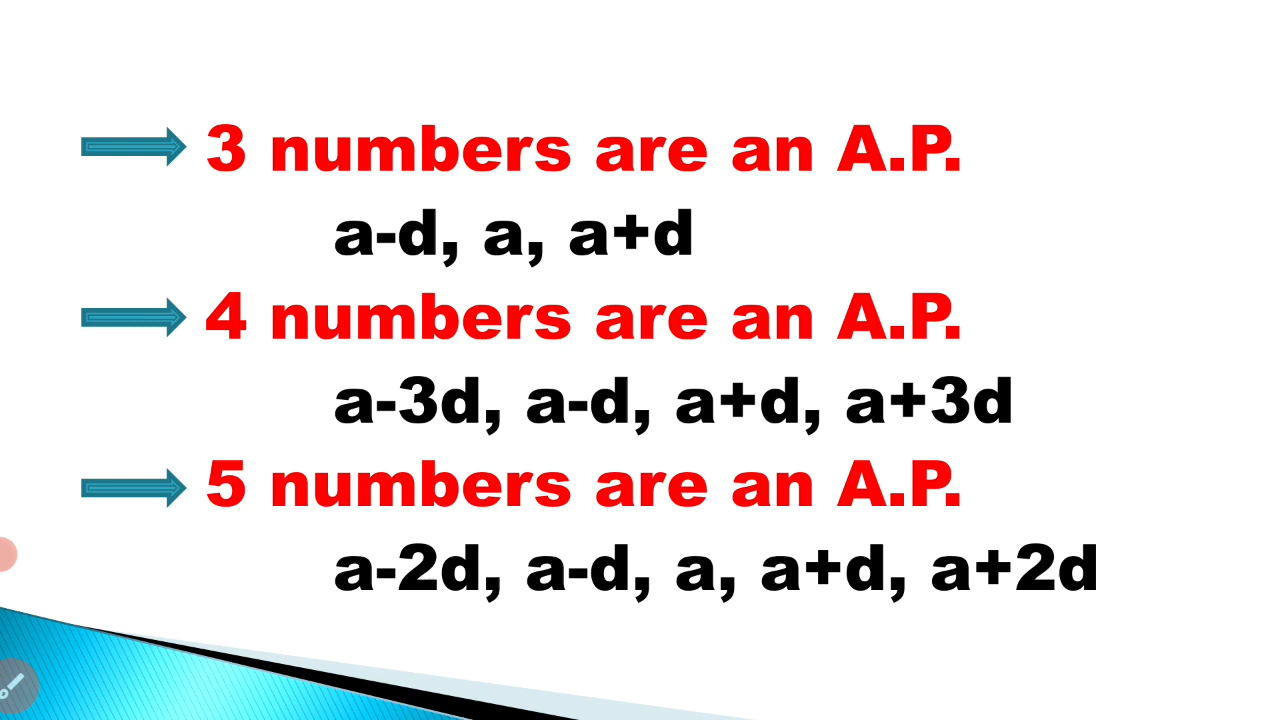 3 numbers are an A.P.
a-d, a, a+d
4 numbers are an A.P.
a-3d, a-d, a+d, a+3d
5 numbers are an A.P.
a-2d, a-d, a, a+d, a+2d